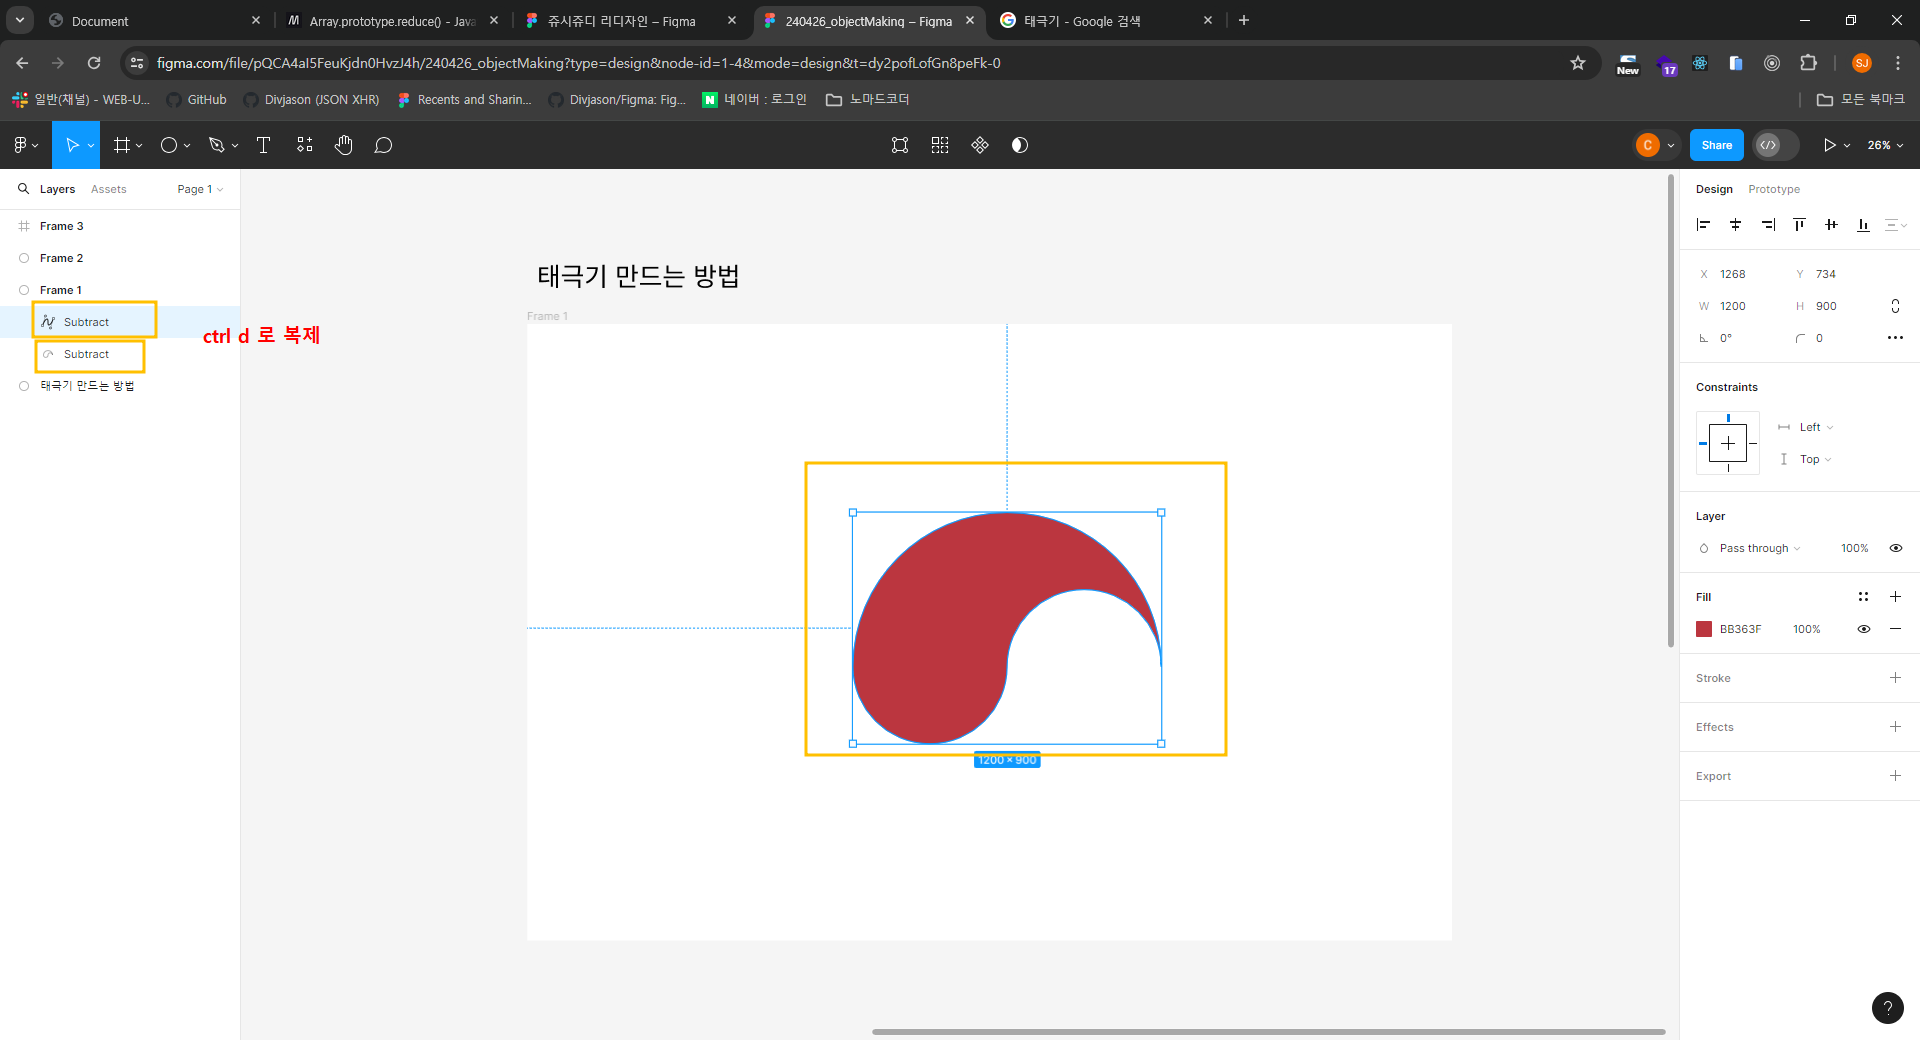 Document
Array.prototype.reduce() - Java
쥬시쥬디 리디자인 – Figma
240426_objectMaking – Figma
태극기 - Google 검색
figma.com/file/pQCA4aI5FeuKjdn0HvzJ4h/240426_objectMaking?type=design&node-id=1-4&mode=design&t=dy2pofLofGn8peFk-0
New
17
SJ
일반(채널) - WEB-U...
GitHub
Divjason (JSON XHR)
Recents and Sharin...
Divjason/Figma: Fig...
N
네이버 : 로그인
노마드코더
모든 북마크
C
Share
26%
Layers
Assets
Page 1
Design
Prototype
Frame 3
Frame 2
Frame 1
Subtract
Subtract
태극기 만드는 방법
ctrl d 로 복제
태극기 만드는 방법
Frame 1
1200 × 900
X 1268
Y 734
W 1200
H 900
0°
0
Constraints
Left
Top
Layer
Pass through
100%
Fill
BB363F
100%
Stroke
Effects
Export
?